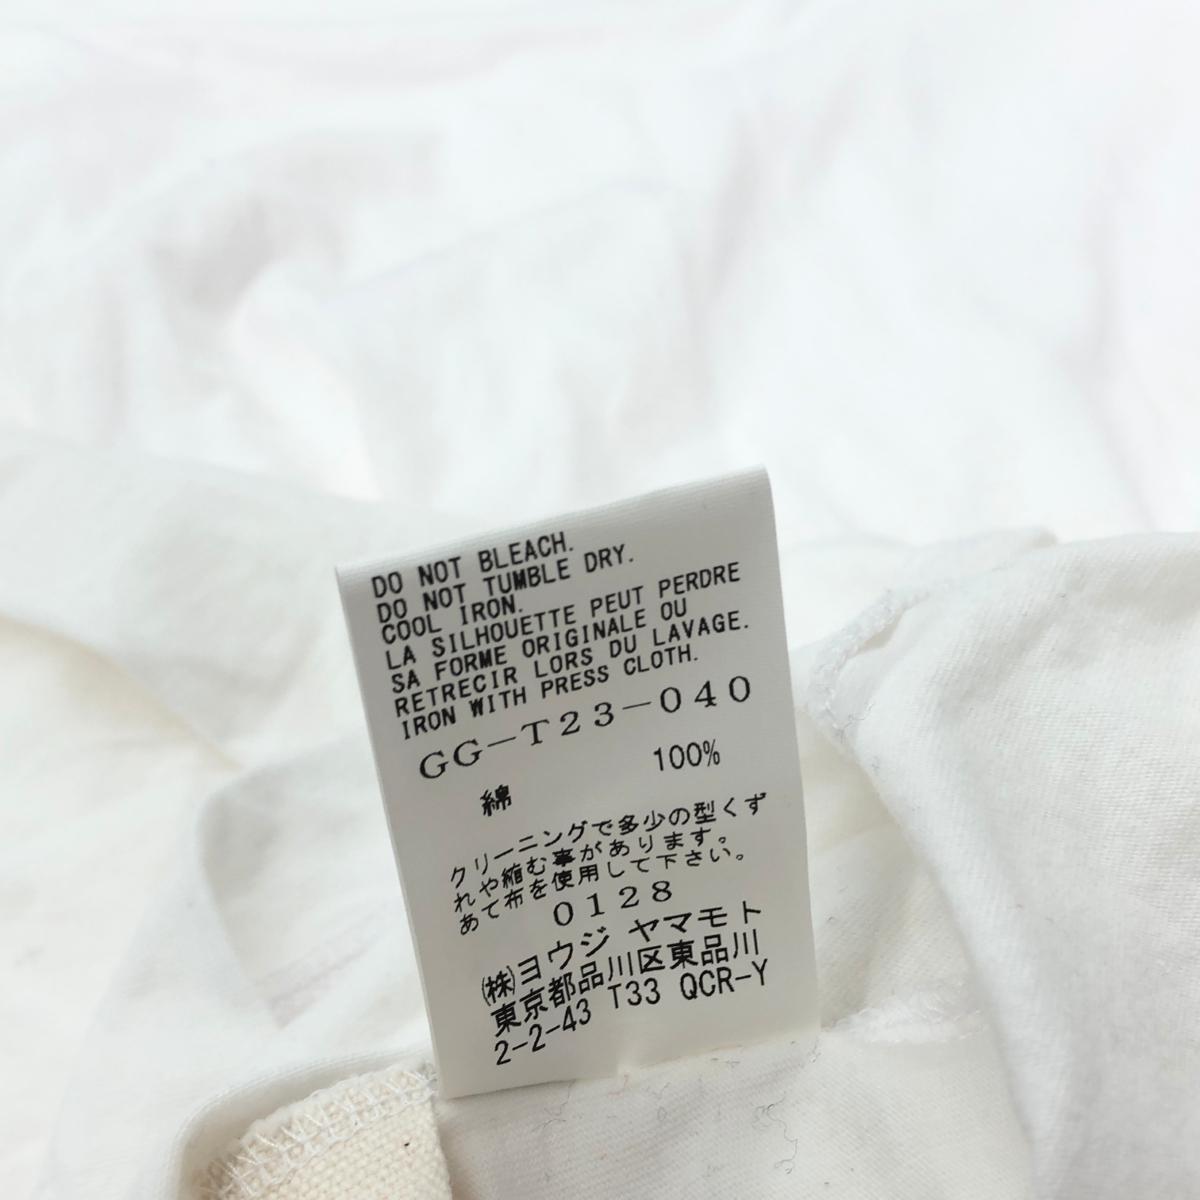 DO NOT BLEACH.
DO NOT TUMBLE DRY.
COOL IRON.
LA SILHOUETTE PEUT PERDRE
SA FORME ORIGINALE OU
RETRECIR LORS DU LAVAGE.
IRON WITH PRESS CLOTH.
GG-T23-040
綿 100%
クリーニングで多少の型くず
れや縮む事があります。
あて布を使用して下さい。
0128
㈱ヨウジ ヤマモト
東京都品川区東品川
2-2-43 T33 QCR-Y